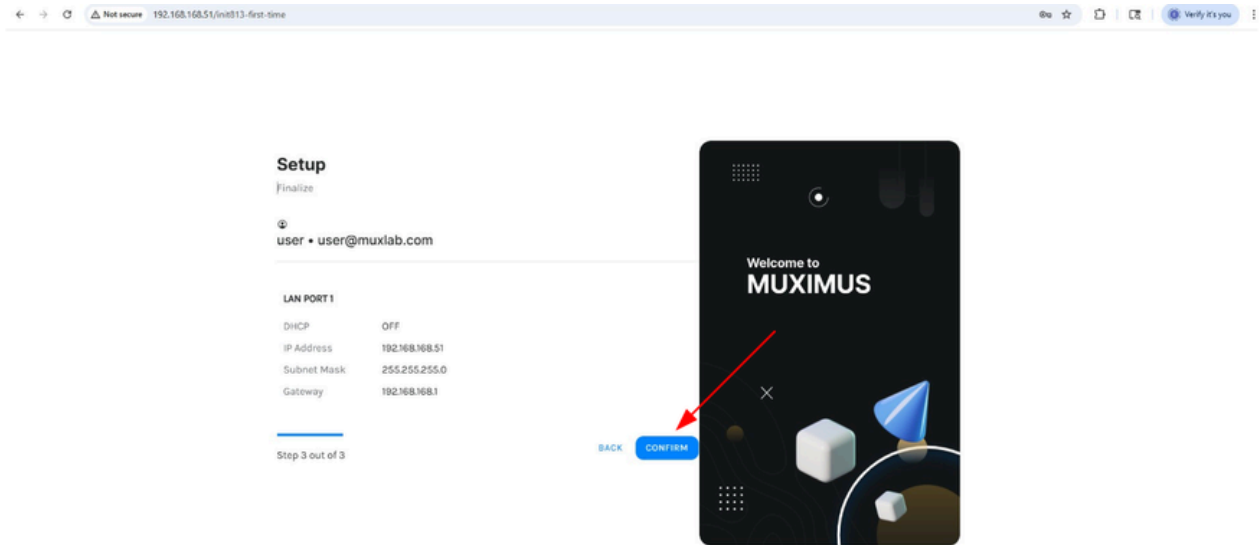 Not secure 192.168.168.51/init813-first-time Verify it's you
Setup
Finalize
user • user@muxlab.com
LAN PORT 1
DHCP OFF
IP Address 192.168.168.51
Subnet Mask 255.255.255.0
Gateway 192.168.168.1
BACK CONFIRM
Step 3 out of 3
Welcome to
MUXIMUS